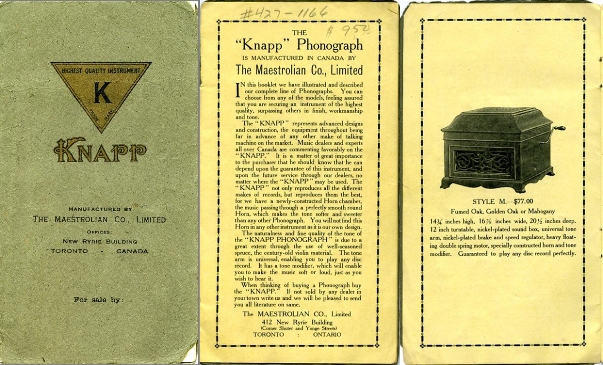 HIGHEST QUALITY INSTRUMENT
K
KNAPP
MANUFACTURED BY
THE MAESTROLIAN CO., LIMITED
OFFICES:
NEW RYRIE BUILDING
TORONTO - CANADA
For sale by:
#427-1166
$ 950
THE
"Knapp" Phonograph
IS MANUFACTURED IN CANADA BY
The Maestrolian Co., Limited
IN this booklet we have illustrated and described
our complete line of Phonographs. You can
choose from any of the models, feeling assured
that you are securing an instrument of the highest
quality, surpassing others in finish, workmanship
and tone.
The "KNAPP" represents advanced designs
and construction, the equipment throughout being
far in advance of any other make of talking
machine on the market. Music dealers and experts
all over Canada are commenting favorably on the
"KNAPP." It is a matter of great importance
to the purchaser that he should know that he can
depend upon the guarantee of this instrument, and
upon the future service through our dealers, no
matter where the "KNAPP" may be used. The
"KNAPP" not only reproduces all the different
makes of records, but reproduces them the best,
for we have a newly-constructed Horn chamber,
the music passing through a perfectly smooth round
Horn, which makes the tone softer and sweeter
than any other Phonograph. You will not find this
Horn in any other instrument as it is our own design.
The naturalness and fine quality of the tone of
the "KNAPP PHONOGRAPH" is due to a
great extent through the use of well-seasoned
spruce, the century-old violin material. The tone
arm is universal, enabling you to play any disc
record. It has a tone modifier, which will enable
you to make the music soft or loud, just as you
wish to hear it.
When thinking of buying a Phonograph buy
the "KNAPP." If not sold by any dealer in
your town write us and we will be pleased to send
you all literature on same.
The MAESTROLIAN CO., Limited
412 New Ryrie Building
(Corner Shuter and Yonge Streets)
TORONTO : ONTARIO
STYLE M.—$77.00
Fumed Oak, Golden Oak or Mahogany
14¾ inches high, 16⅞ inches wide, 20½ inches deep.
12 inch turntable, nickel-plated sound box, universal tone
arm, nickel-plated brake and speed regulator, heavy float-
ing double spring motor, specially constructed horn and tone
modifier. Guaranteed to play any disc record perfectly.